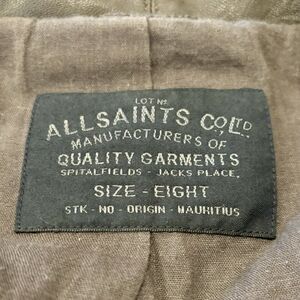 LOT Nº
ALLSAINTS CO LTD.
MANUFACTURERS OF
QUALITY GARMENTS
SPITALFIELDS - JACKS PLACE.
SIZE - EIGHT
STK - NO - ORIGIN - MAURITIUS